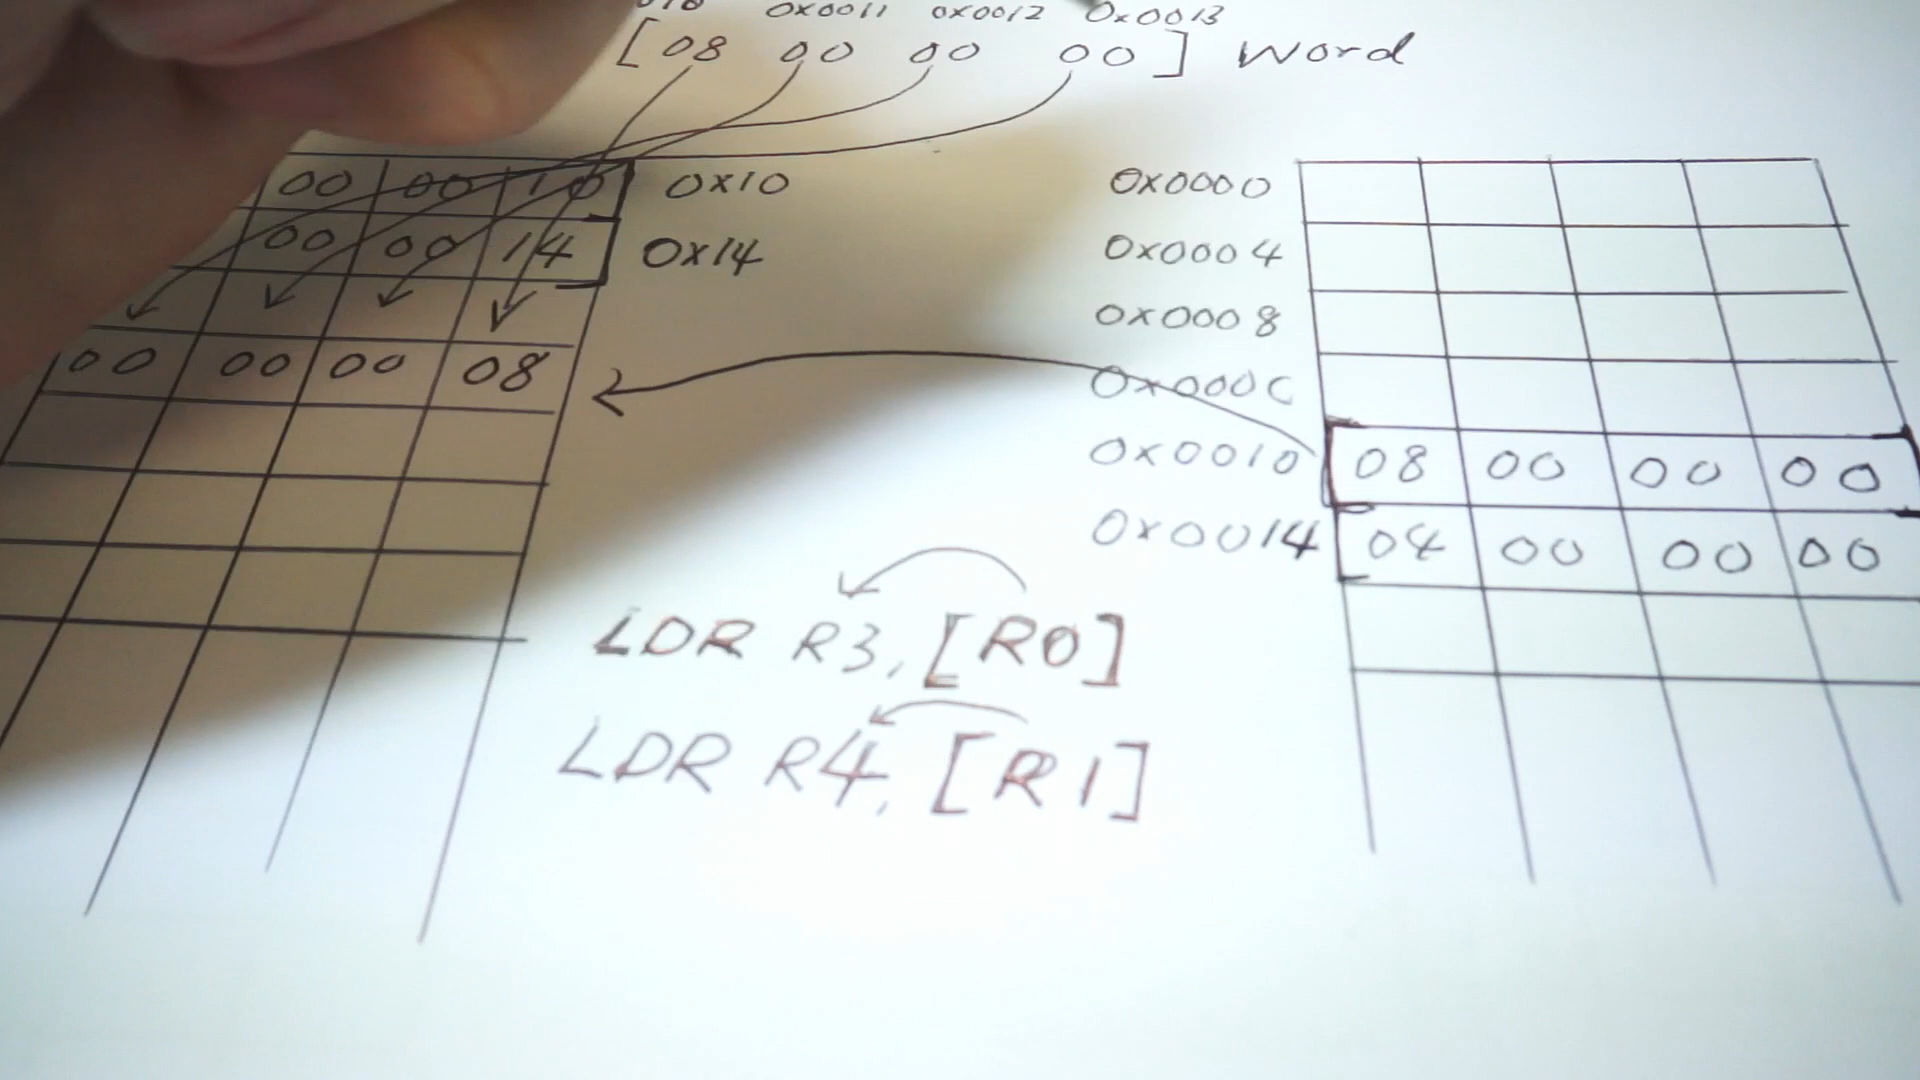 0x0011 0x0012 0x0013
[08 00 00 00] Word
00 00 10 0x10
00 00 14 0x14
00 00 00 08
0x0000
0x0004
0x0008
0x000C
0x0010 08 00 00 00
0x0014 04 00 00 00
LDR R3, [R0]
LDR R4, [R1]